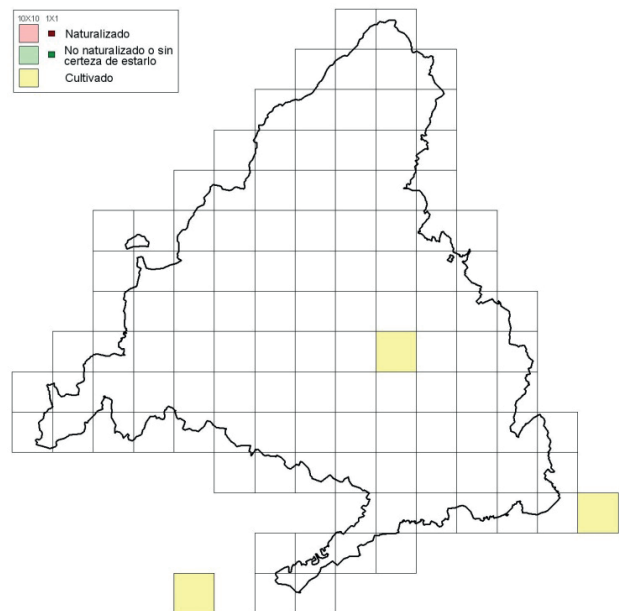 10X10 1X1
Naturalizado
No naturalizado o sin
certeza de estarlo
Cultivado